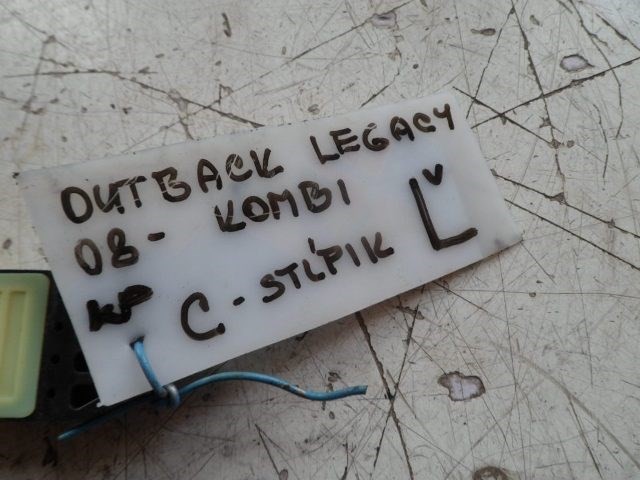 OUTBACK LEGACY
08- KOMBI
KP C-STĹPIK Ľ